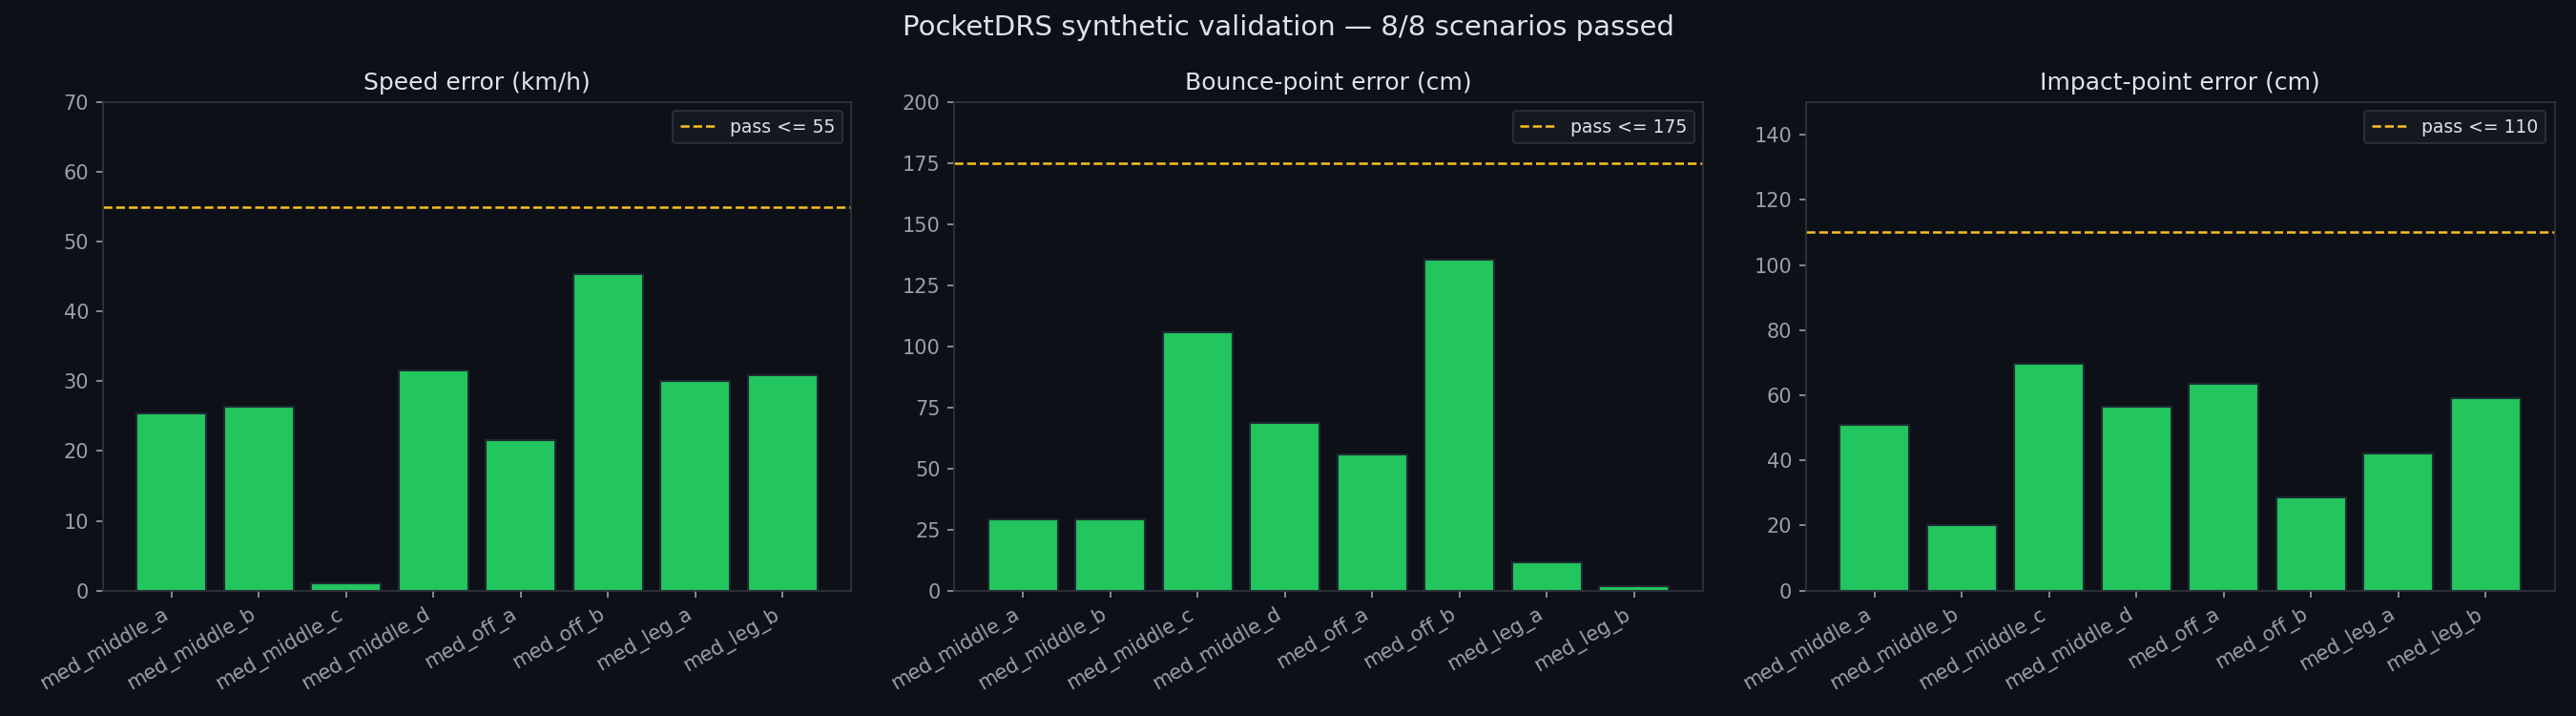 PocketDRS synthetic validation — 8/8 scenarios passed
Speed error (km/h)
70
60
50
40
30
20
10
0
pass <= 55
med_middle_a
med_middle_b
med_middle_c
med_middle_d
med_off_a
med_off_b
med_leg_a
med_leg_b
Bounce-point error (cm)
200
175
150
125
100
75
50
25
0
pass <= 175
med_middle_a
med_middle_b
med_middle_c
med_middle_d
med_off_a
med_off_b
med_leg_a
med_leg_b
Impact-point error (cm)
140
120
100
80
60
40
20
0
pass <= 110
med_middle_a
med_middle_b
med_middle_c
med_middle_d
med_off_a
med_off_b
med_leg_a
med_leg_b